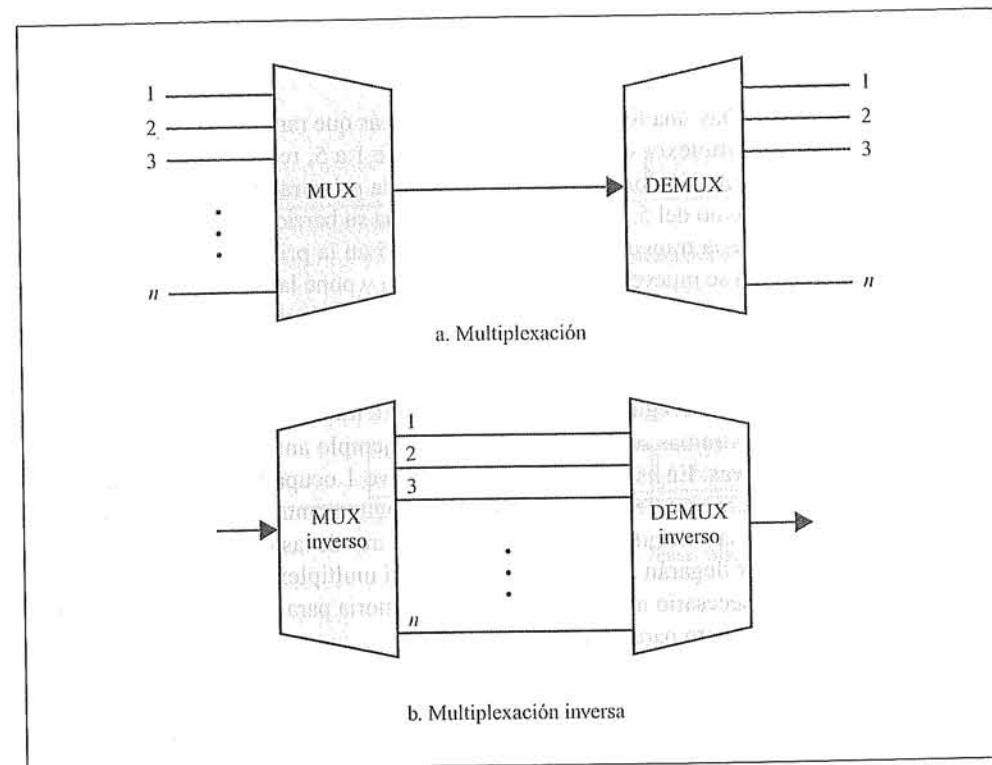 1
2
3
n
MUX
DEMUX
1
2
3
n
a. Multiplexación
MUX
inverso
1
2
3
n
DEMUX
inverso
b. Multiplexación inversa